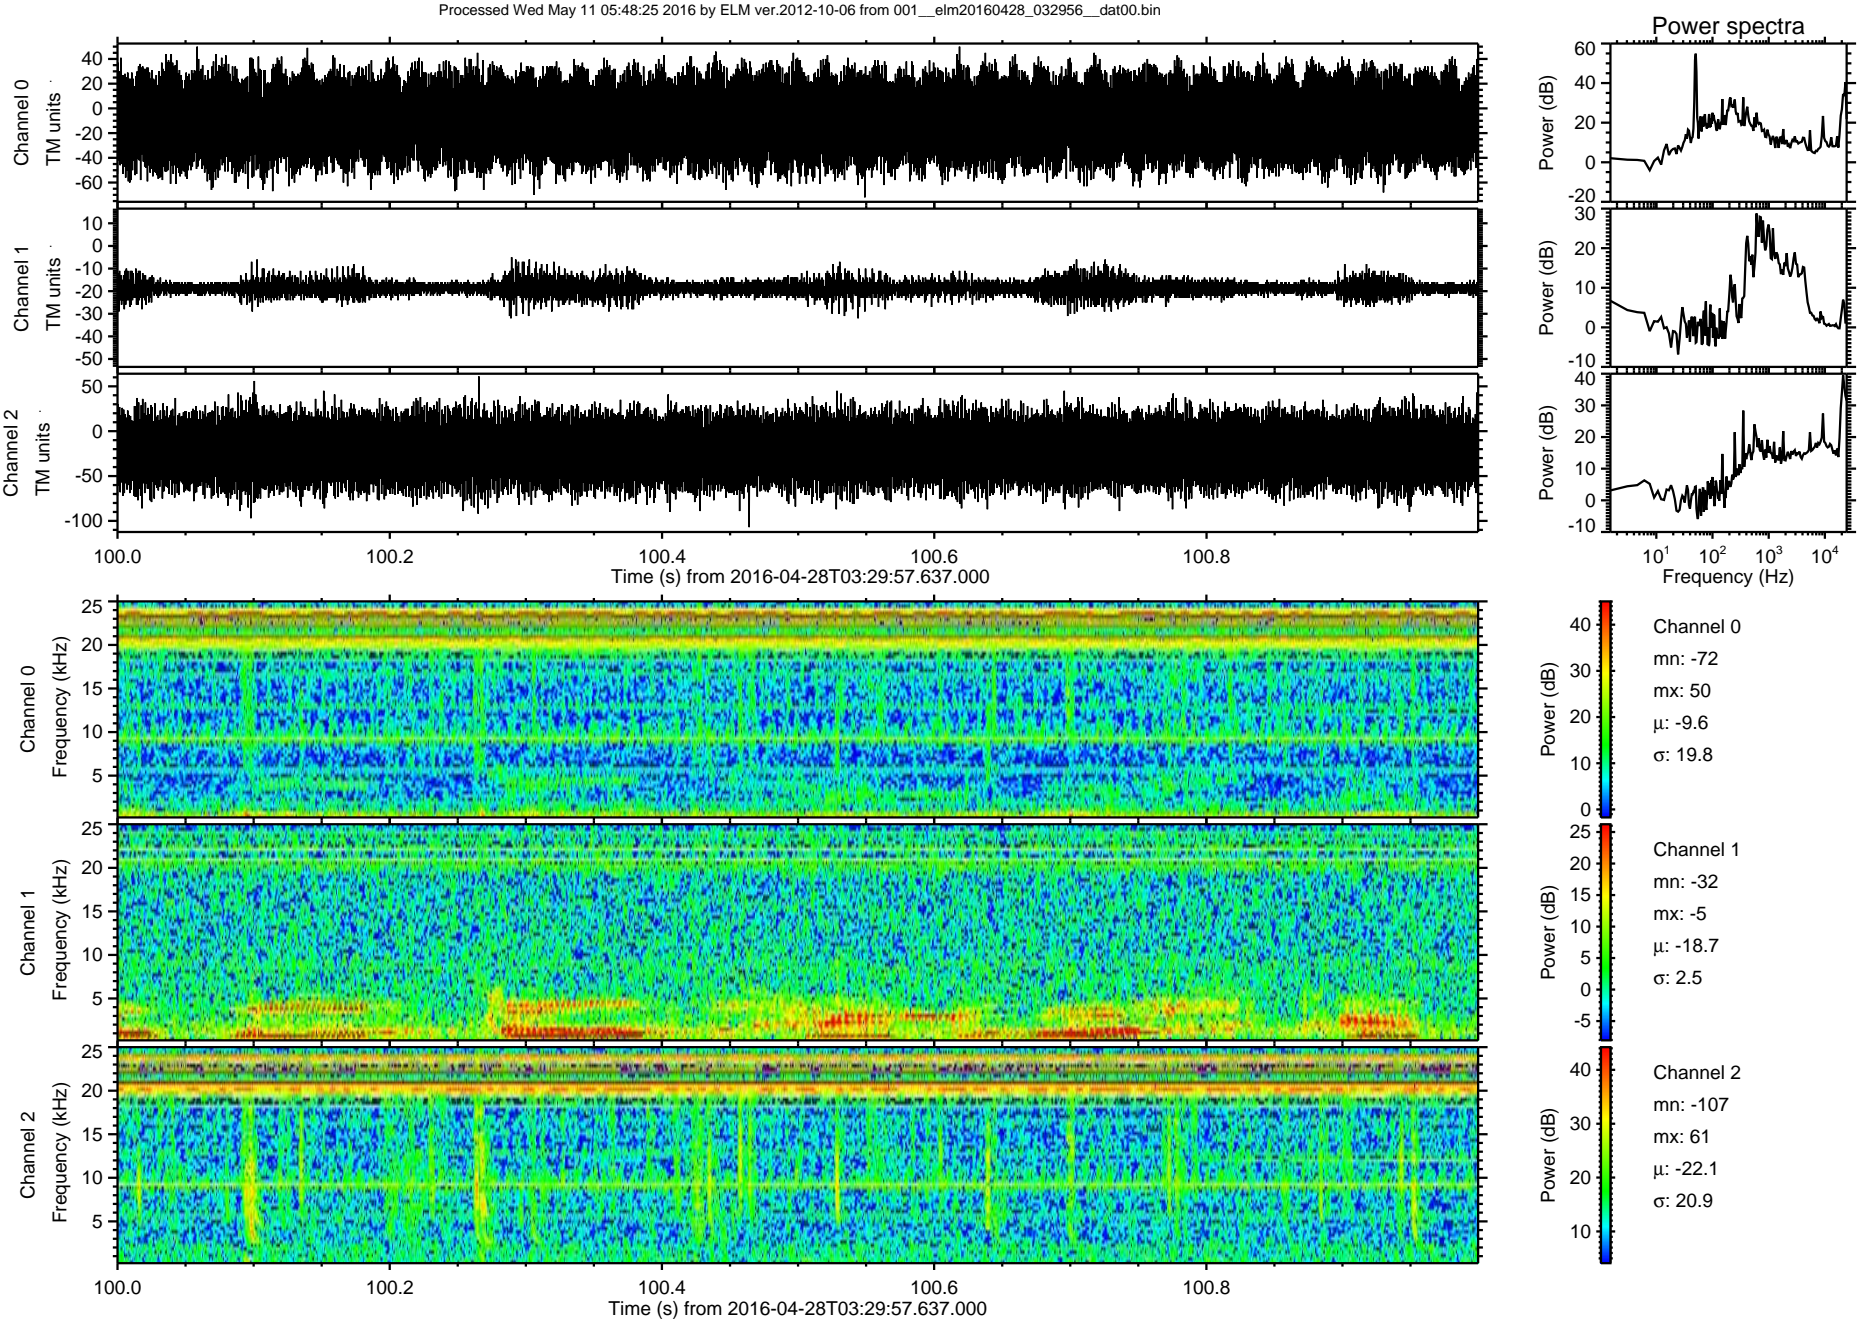 Processed Wed May 11 05:48:25 2016 by ELM ver.2012-10-06 from 001__elm20160428_032956__dat00.bin
Power spectra
Channel 0
TM units
40
20
0
-20
-40
-60
Power (dB)
60
40
20
0
-20
Channel 1
TM units
10
0
-10
-20
-30
-40
-50
Power (dB)
30
20
10
0
-10
Channel 2
TM units
50
0
-50
-100
Power (dB)
40
30
20
10
0
-10
100.0 100.2 100.4 100.6 100.8
Time (s) from 2016-04-28T03:29:57.637.000
10¹ 10² 10³ 10⁴
Frequency (Hz)
Channel 0
Frequency (kHz)
25
20
15
10
5
Power (dB)
40
30
20
10
0
Channel 0
mn: -72
mx: 50
μ: -9.6
σ: 19.8
Channel 1
Frequency (kHz)
25
20
15
10
5
Power (dB)
25
20
15
10
5
0
-5
Channel 1
mn: -32
mx: -5
μ: -18.7
σ: 2.5
Channel 2
Frequency (kHz)
25
20
15
10
5
Power (dB)
40
30
20
10
Channel 2
mn: -107
mx: 61
μ: -22.1
σ: 20.9
100.0 100.2 100.4 100.6 100.8
Time (s) from 2016-04-28T03:29:57.637.000